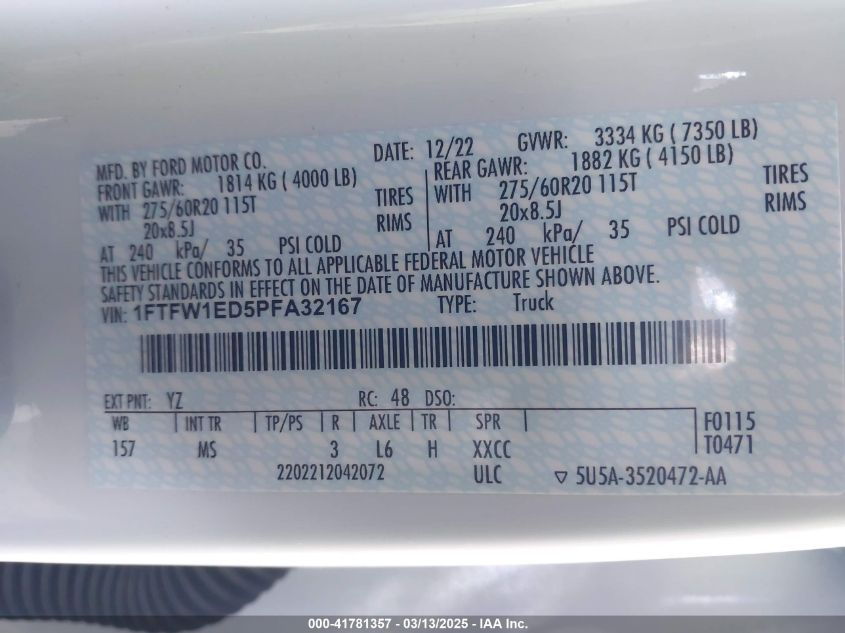 MFD. BY FORD MOTOR CO. DATE: 12/22 GVWR: 3334 KG ( 7350 LB)
FRONT GAWR: 1814 KG ( 4000 LB) REAR GAWR: 1882 KG ( 4150 LB)
WITH 275/60R20 115T TIRES WITH 275/60R20 115T TIRES
20x8.5J RIMS 20x8.5J RIMS
AT 240 kPa/ 35 PSI COLD AT 240 kPa/ 35 PSI COLD
THIS VEHICLE CONFORMS TO ALL APPLICABLE FEDERAL MOTOR VEHICLE
SAFETY STANDARDS IN EFFECT ON THE DATE OF MANUFACTURE SHOWN ABOVE.
VIN: 1FTFW1ED5PFA32167 TYPE: Truck
EXT PNT: YZ RC: 48 DSO:
WB INT TR TP/PS R AXLE TR SPR F0115
157 MS 3 L6 H XXCC T0471
2202212042072 ULC ▽ 5U5A-3520472-AA
000-41781357 - 03/13/2025 - IAA Inc.